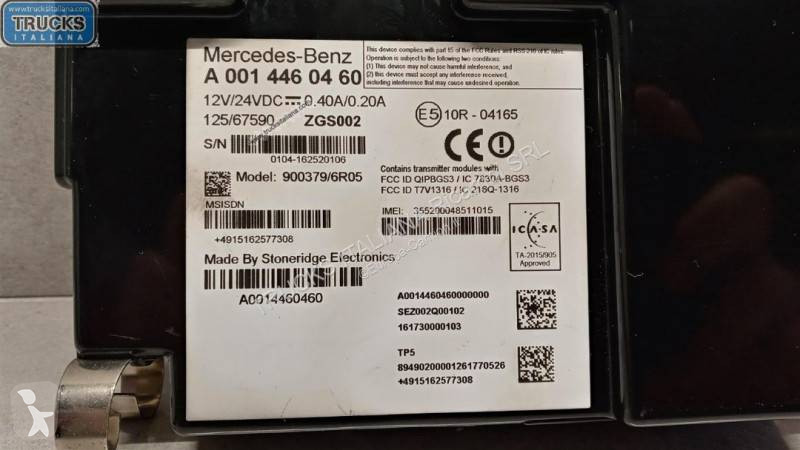 www.trucksitaliana.com
TRUCKS
ITALIANA
Mercedes-Benz
A 001 446 04 60
This device complies with part 15 of the FCC Rules and RSS-210 of IC rules.
Operation is subject to the following two conditions:
(1) This device may not cause harmful interference, and
(2) this device must accept any interference received,
including interference that may cause undesired operation
12V/24VDC 0.40A/0.20A
125/67590 ZGS002
E5 10R - 04165
S/N
0104-162520106
CE
Model: 900379/6R05
Contains transmitter modules with
FCC ID QIPBGS3 / IC 7830A-BGS3
FCC ID T7V1316 / IC 216Q-1316
MSISDN
+4915162577308
IMEI: 355200048511015
ICASA
TA-2015/905
Approved
Made By Stoneridge Electronics
A0014460460
A0014460460000000
SEZ002Q00102
161730000103
TP5
89490200001261770526
+4915162577308